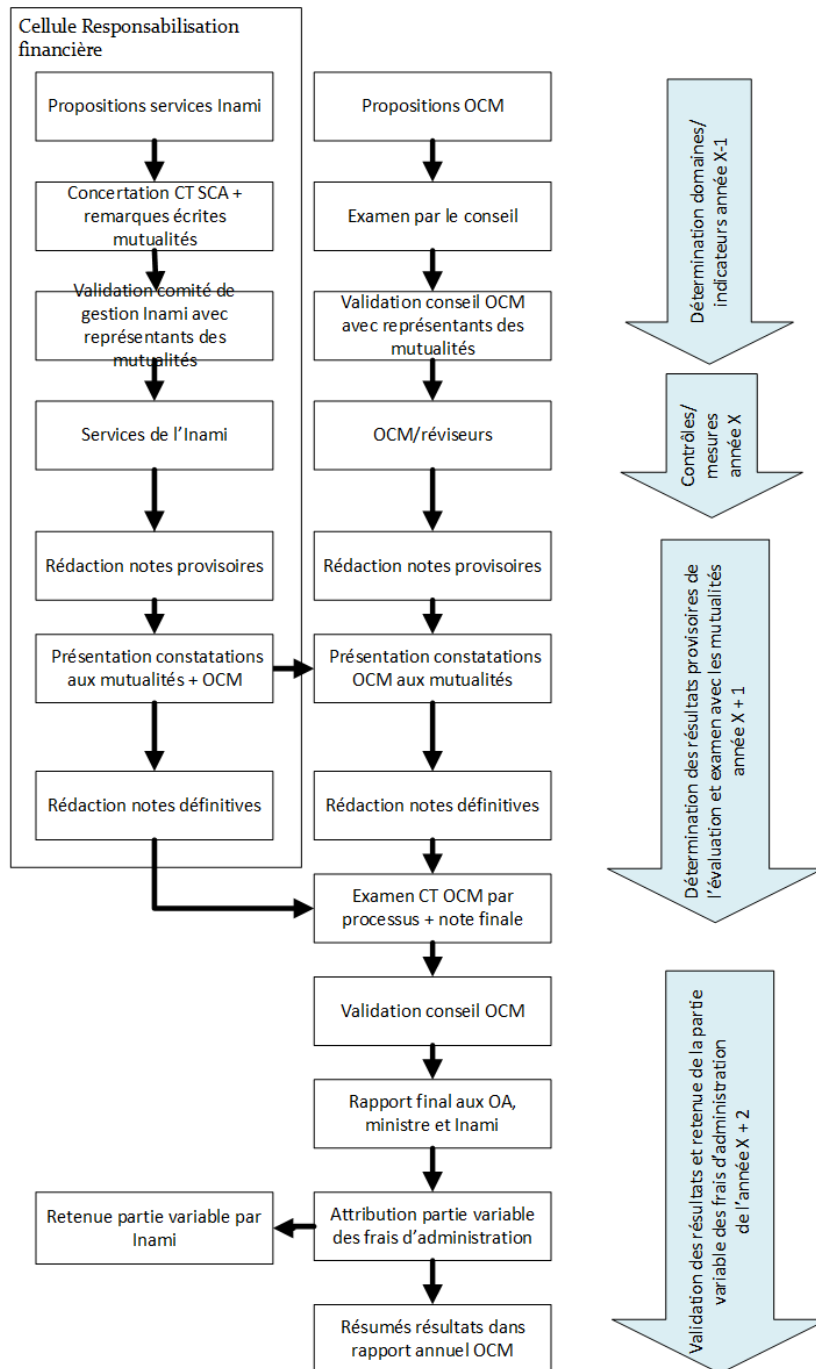 Cellule Responsabilisation
financière
Propositions services Inami
Concertation CT SCA +
remarques écrites
mutualités
Validation comité de
gestion Inami avec
représentants des
mutualités
Services de l'Inami
Rédaction notes provisoires
Présentation constatations
aux mutualités + OCM
Rédaction notes définitives
Propositions OCM
Examen par le conseil
Validation conseil OCM
avec représentants des
mutualités
OCM/réviseurs
Rédaction notes provisoires
Présentation constatations
OCM aux mutualités
Rédaction notes définitives
Examen CT OCM par
processus + note finale
Validation conseil OCM
Rapport final aux OA,
ministre et Inami
Attribution partie variable
des frais d'administration
Retenue partie variable par
Inami
Résumés résultats dans
rapport annuel OCM
Détermination domaines/
indicateurs année X-1
Contrôles/
mesures
année X
Détermination des résultats provisoires de
l'évaluation et examen avec les mutualités
année X + 1
Validation des résultats et retenue de la partie
variable des frais d'administration
de l'année X + 2